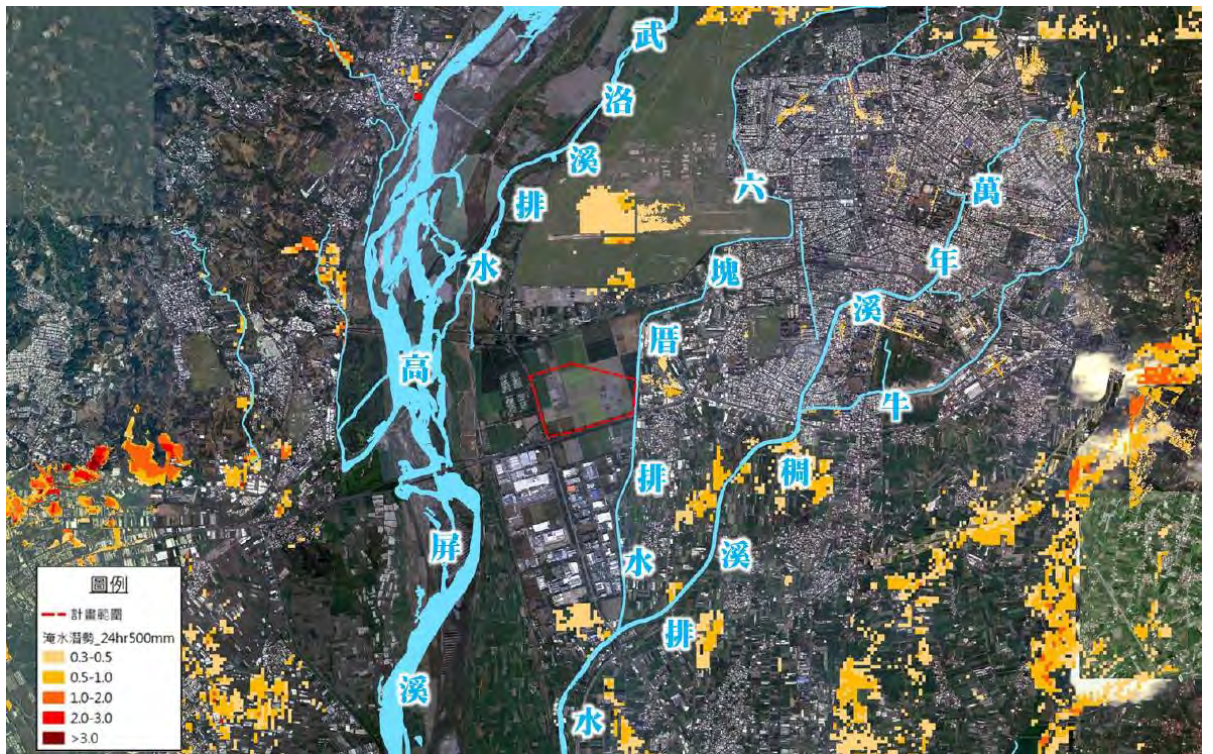 武洛溪排水
六塊厝排水
萬年溪
牛稠溪排水
高屏溪
圖例
計畫範圍
淹水潛勢_24hr500mm
0.3-0.5
0.5-1.0
1.0-2.0
2.0-3.0
>3.0